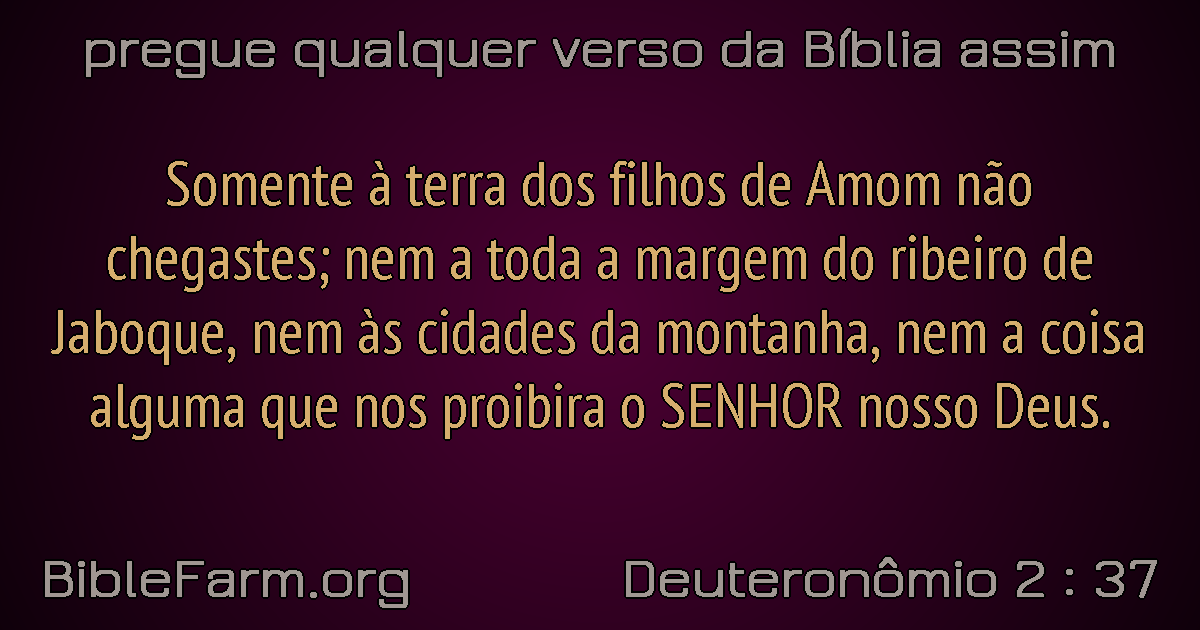 pregue qualquer verso da Bíblia assim
Somente à terra dos filhos de Amom não
chegastes; nem a toda a margem do ribeiro de
Jaboque, nem às cidades da montanha, nem a coisa
alguma que nos proibira o SENHOR nosso Deus.
BibleFarm.org
Deuteronômio 2 : 37